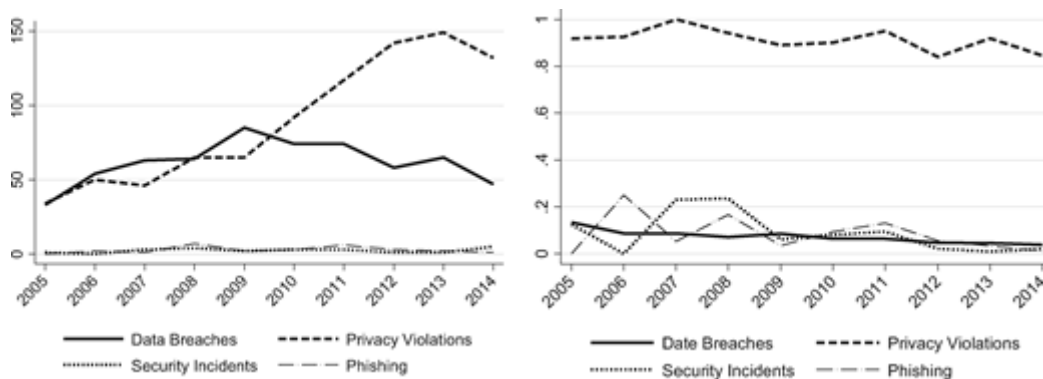 150
100
50
0
2005 2006 2007 2008 2009 2010 2011 2012 2013 2014
Data Breaches Privacy Violations
Security Incidents Phishing
1
.8
.6
.4
.2
0
2005 2006 2007 2008 2009 2010 2011 2012 2013 2014
Date Breaches Privacy Violations
Security Incidents Phishing